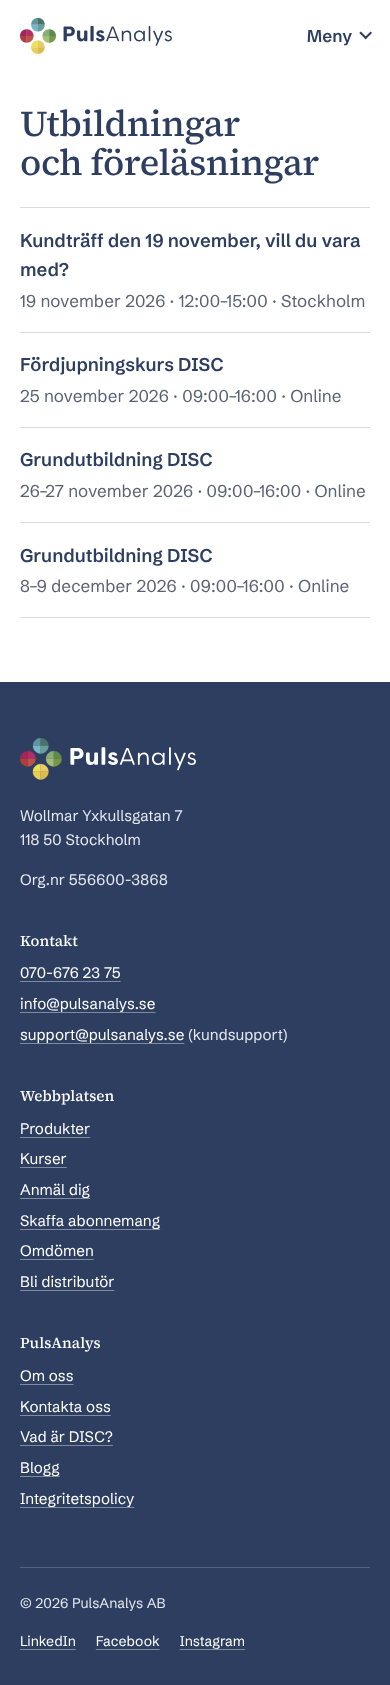 PulsAnalys
Meny
Utbildningar
och föreläsningar
Kundträff den 19 november, vill du vara
med?
19 november 2026 · 12:00–15:00 · Stockholm
Fördjupningskurs DISC
25 november 2026 · 09:00–16:00 · Online
Grundutbildning DISC
26–27 november 2026 · 09:00–16:00 · Online
Grundutbildning DISC
8–9 december 2026 · 09:00–16:00 · Online
PulsAnalys
Wollmar Yxkullsgatan 7
118 50 Stockholm
Org.nr 556600-3868
Kontakt
070-676 23 75
info@pulsanalys.se
support@pulsanalys.se (kundsupport)
Webbplatsen
Produkter
Kurser
Anmäl dig
Skaffa abonnemang
Omdömen
Bli distributör
PulsAnalys
Om oss
Kontakta oss
Vad är DISC?
Blogg
Integritetspolicy
© 2026 PulsAnalys AB
LinkedIn Facebook Instagram